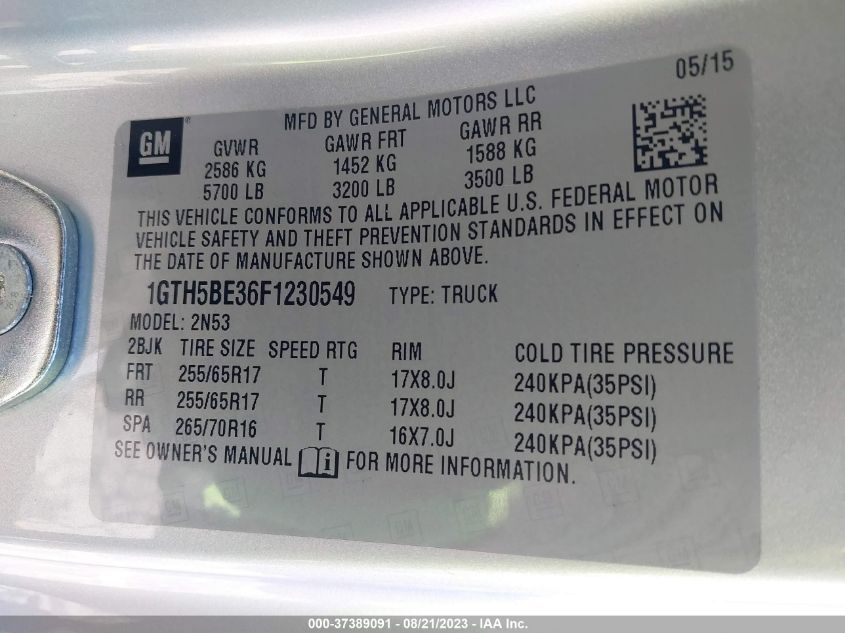 05/15
MFD BY GENERAL MOTORS LLC
GM
GVWR GAWR FRT GAWR RR
2586 KG 1452 KG 1588 KG
5700 LB 3200 LB 3500 LB
THIS VEHICLE CONFORMS TO ALL APPLICABLE U.S. FEDERAL MOTOR
VEHICLE SAFETY AND THEFT PREVENTION STANDARDS IN EFFECT ON
THE DATE OF MANUFACTURE SHOWN ABOVE.
1GTH5BE36F1230549 TYPE: TRUCK
MODEL: 2N53
2BJK TIRE SIZE SPEED RTG RIM COLD TIRE PRESSURE
FRT 255/65R17 T 17X8.0J 240KPA(35PSI)
RR 255/65R17 T 17X8.0J 240KPA(35PSI)
SPA 265/70R16 T 16X7.0J 240KPA(35PSI)
SEE OWNER'S MANUAL i FOR MORE INFORMATION.
000-37389091 - 08/21/2023 - IAA Inc.